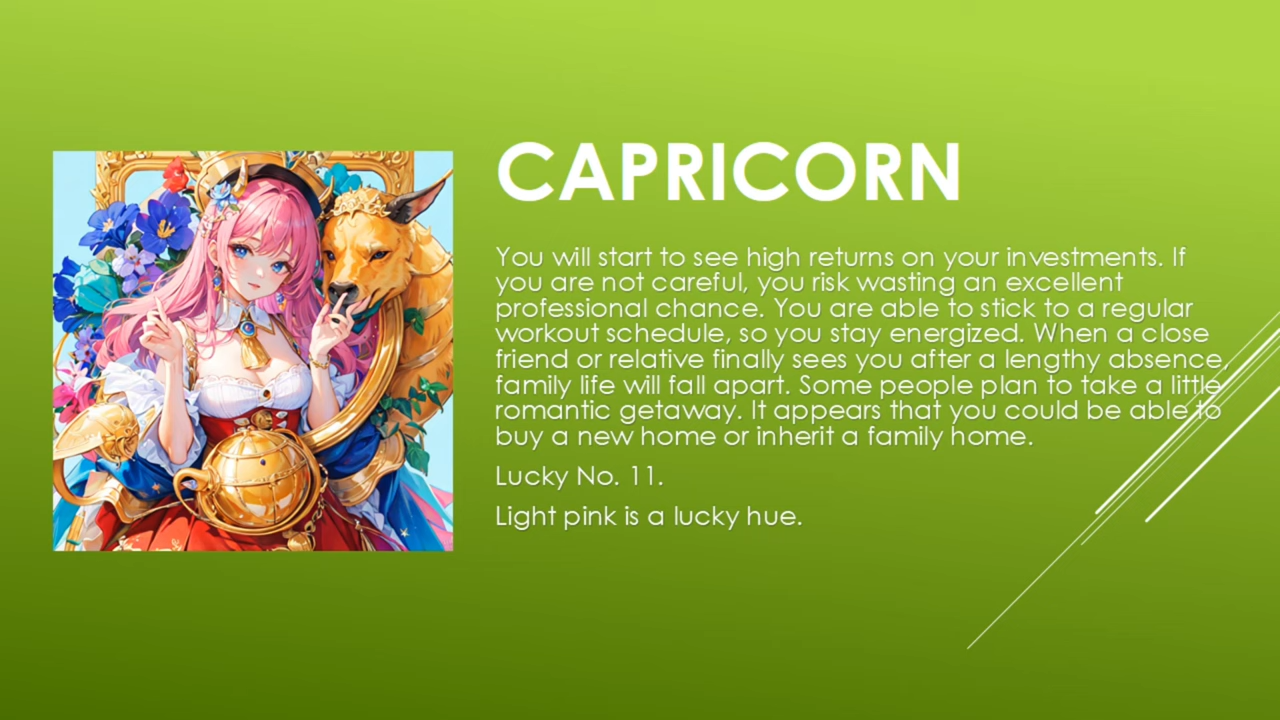 CAPRICORN
You will start to see high returns on your investments. If
you are not careful, you risk wasting an excellent
professional chance. You are able to stick to a regular
workout schedule, so you stay energized. When a close
friend or relative finally sees you after a lengthy absence,
family life will fall apart. Some people plan to take a little
romantic getaway. It appears that you could be able to
buy a new home or inherit a family home.
Lucky No. 11.
Light pink is a lucky hue.